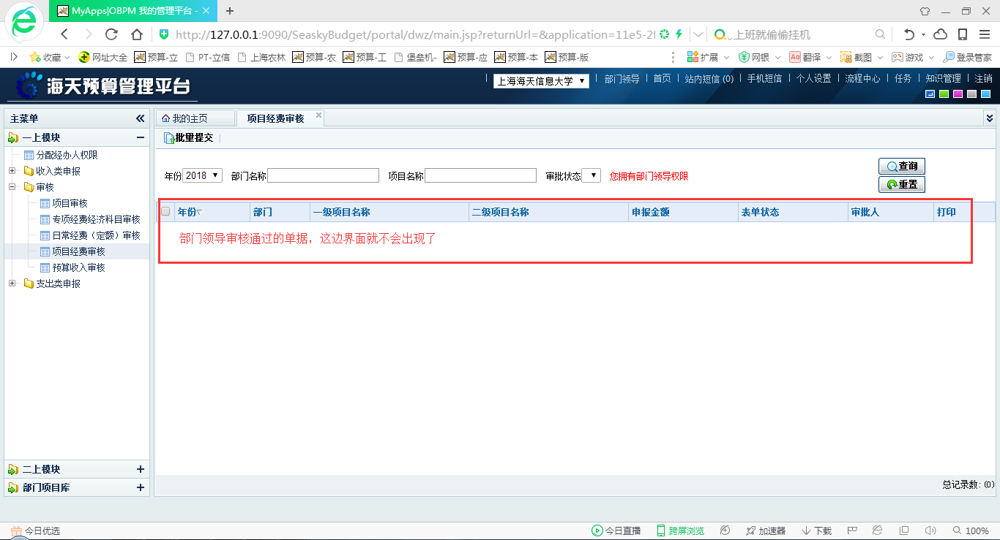 MyApps|OBPM 我的管理平台 -
http://127.0.0.1:9090/SeaskyBudget/portal/dwz/main.jsp?returnUrl=&application=11e5-2f
上班就偷偷挂机
收藏 网址大全 预算-立 PT-立信 上海农林 预算-农 预算-工 堡垒机- 预算-应 预算-本 预算-版 扩展 网银 翻译 截图 游戏 登录管家
海天预算管理平台
上海海天信息大学 部门领导 首页 站内短信 (0) 手机短信 个人设置 流程中心 任务 知识管理 注销
主菜单
我的主页 项目经费审核
一上模块
批量提交
分配经办人权限
收入类申报
审核
项目审核
专项经费经济科目审核
日常经费（定额）审核
项目经费审核
预算收入审核
支出类申报
年份 2018 部门名称 项目名称 审批状态 您拥有部门领导权限
查询
重置
年份 部门 一级项目名称 二级项目名称 申报金额 表单状态 审批人 打印
部门领导审核通过的单据，这边界面就不会出现了
二上模块
部门项目库
总记录数: (0)
今日优选 今日直播 跨屏浏览 加速器 下载 100%